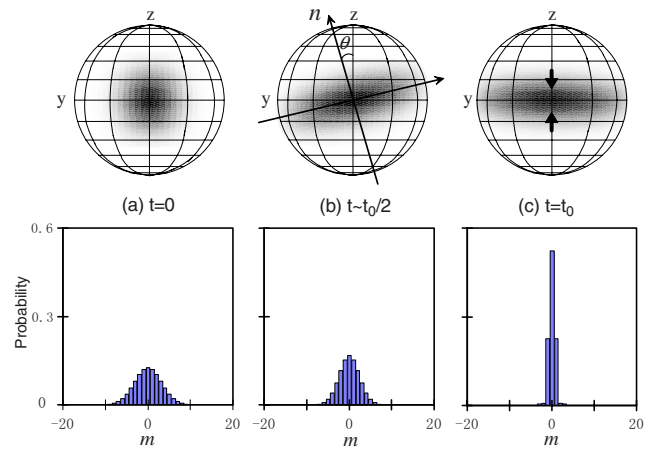 z z z
n
θ
y y y
(a) t=0 (b) t~t0/2 (c) t=t0
Probability
0.6
0.3
0
−20 0 20 −20 0 20 −20 0 20
m m m